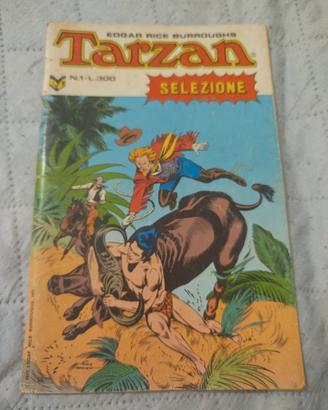 EDGAR RICE BURROUGHS
Tarzan
N.1-L.300
SELEZIONE